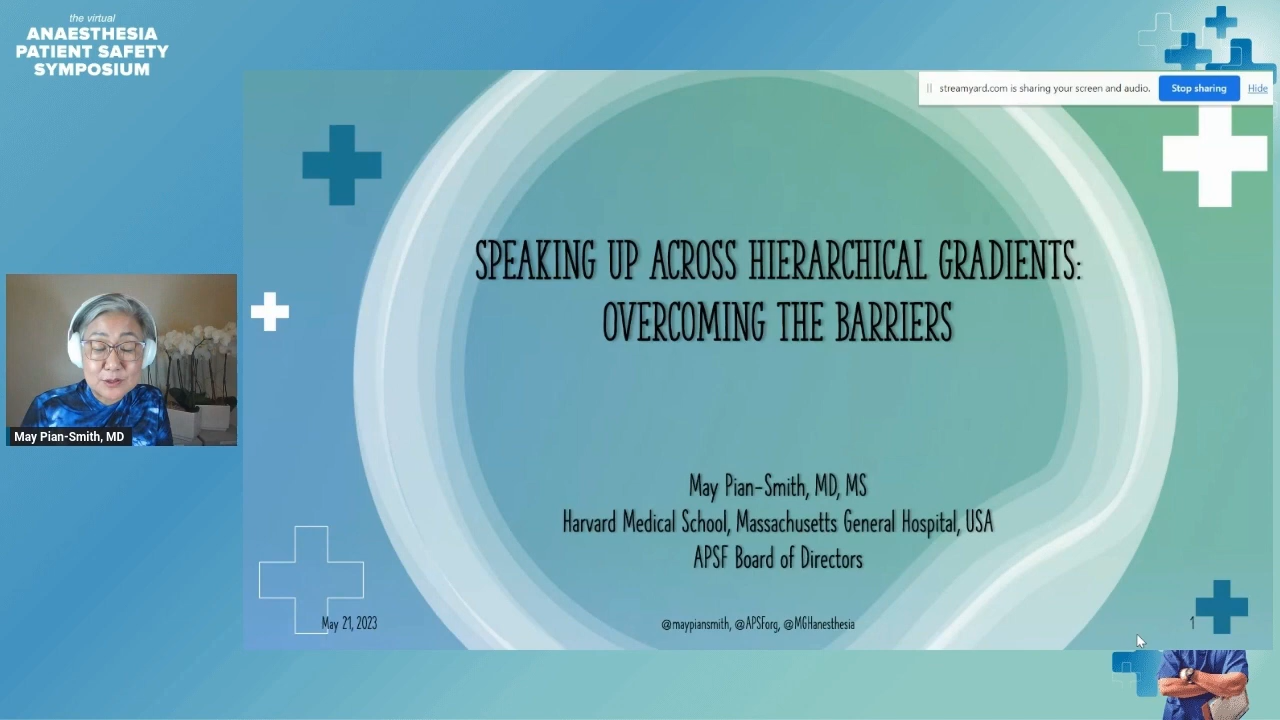 the virtual
ANAESTHESIA
PATIENT SAFETY
SYMPOSIUM
streamyard.com is sharing your screen and audio. Stop sharing Hide
SPEAKING UP ACROSS HIERARCHICAL GRADIENTS:
OVERCOMING THE BARRIERS
May Pian-Smith, MD
May Pian-Smith, MD, MS
Harvard Medical School, Massachusetts General Hospital, USA
APSF Board of Directors
May 21, 2023 @maypiansmith, @APSForg, @MGHanesthesia 1